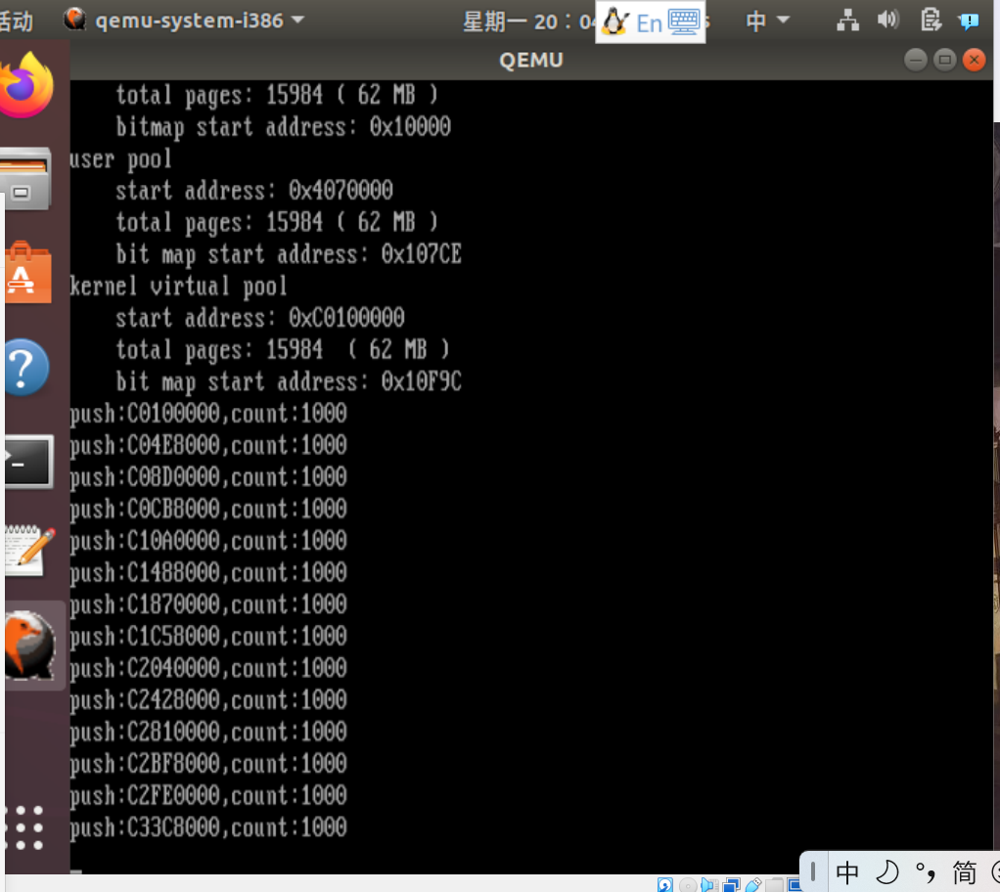 活动 qemu-system-i386 星期一 20：04 En 中
QEMU
total pages: 15984 ( 62 MB )
bitmap start address: 0x10000
user pool
start address: 0x4070000
total pages: 15984 ( 62 MB )
bit map start address: 0x107CE
kernel virtual pool
start address: 0xC0100000
total pages: 15984  ( 62 MB )
bit map start address: 0x10F9C
push:C0100000,count:1000
push:C04E8000,count:1000
push:C08D0000,count:1000
push:C0CB8000,count:1000
push:C10A0000,count:1000
push:C1488000,count:1000
push:C1870000,count:1000
push:C1C58000,count:1000
push:C2040000,count:1000
push:C2428000,count:1000
push:C2810000,count:1000
push:C2BF8000,count:1000
push:C2FE0000,count:1000
push:C33C8000,count:1000
中 °, 简